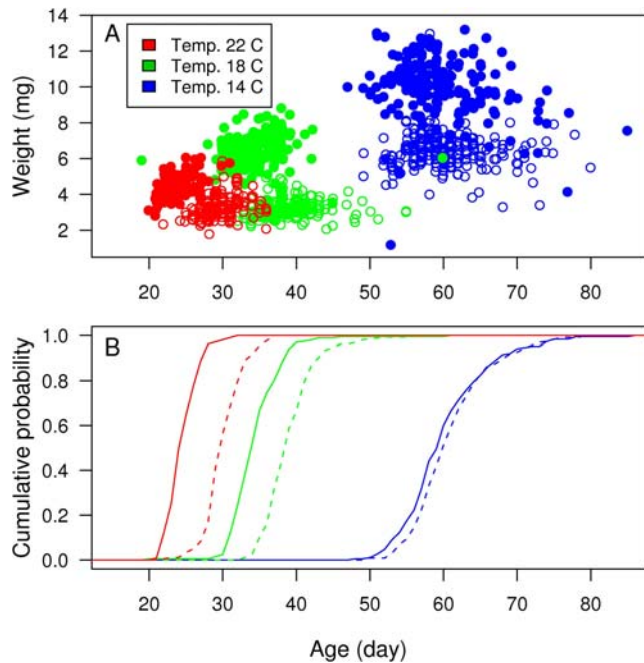 A
Temp. 22 C
Temp. 18 C
Temp. 14 C
Weight (mg)
14
12
10
8
6
4
2
20 30 40 50 60 70 80
B
Cumulative probability
1.0
0.8
0.6
0.4
0.2
0.0
20 30 40 50 60 70 80
Age (day)